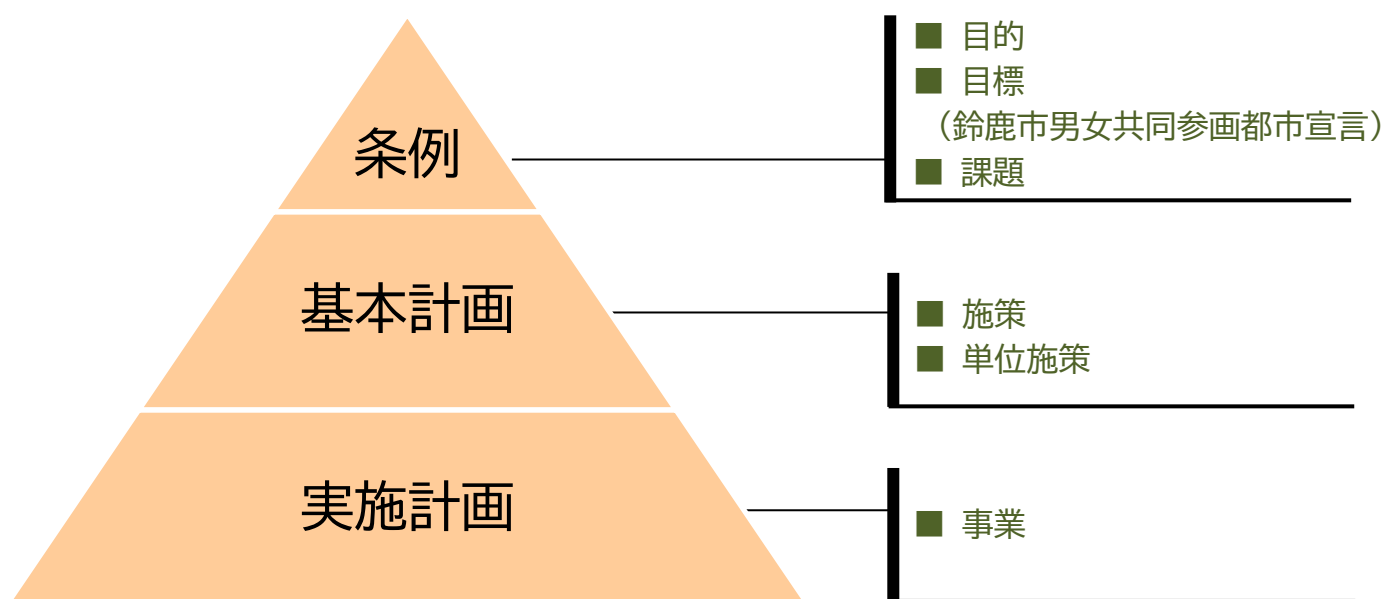 条例
■ 目的
■ 目標
（鈴鹿市男女共同参画都市宣言）
■ 課題
基本計画
■ 施策
■ 単位施策
実施計画
■ 事業